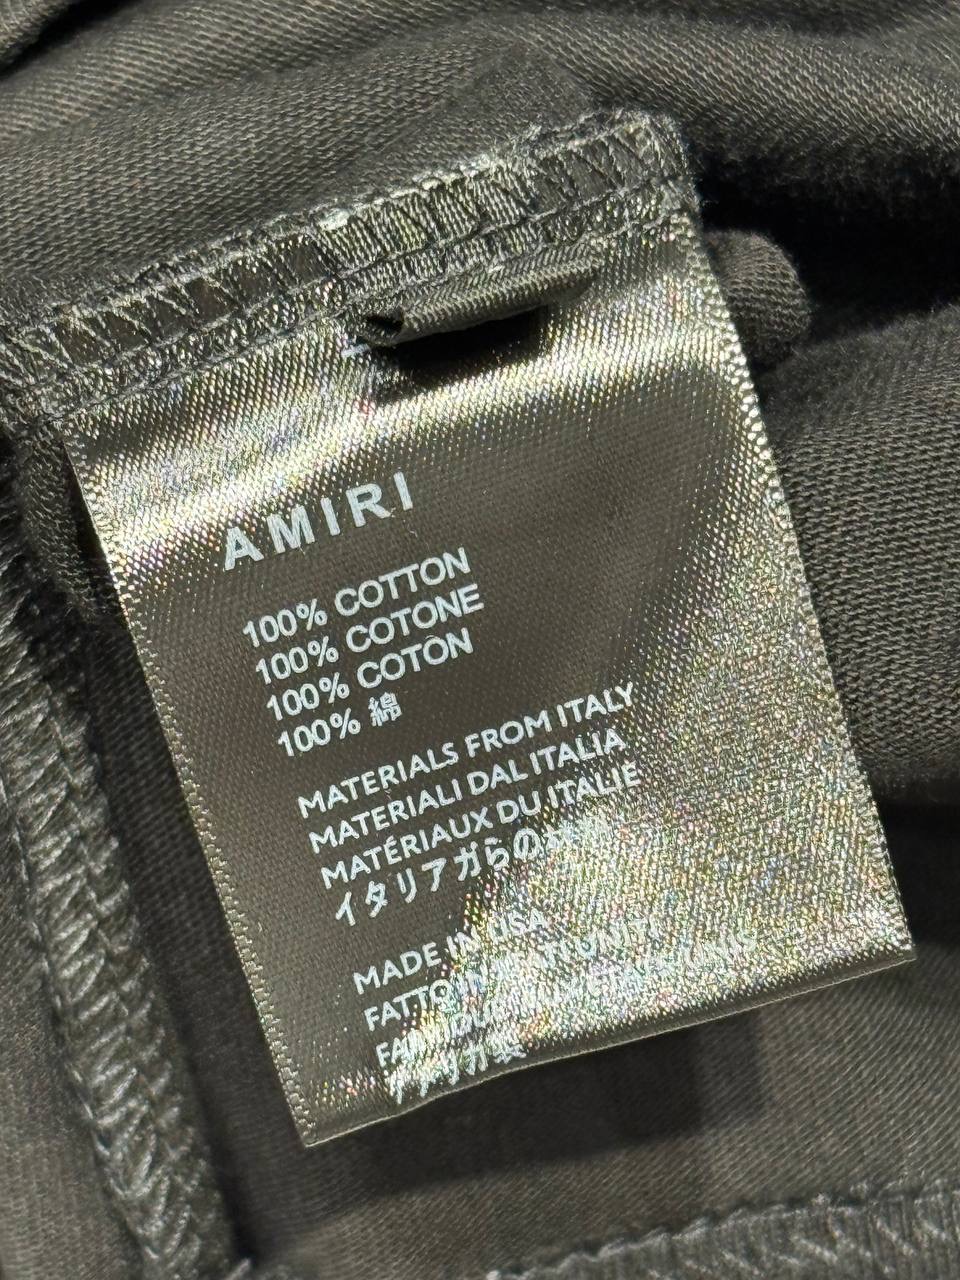 AMIRI
100% COTTON
100% COTONE
100% COTON
100% 綿
MATERIALS FROM ITALY
MATERIALI DAL ITALIA
MATÉRIAUX DU ITALIE
イタリアからの
MADE IN USA
UNITI